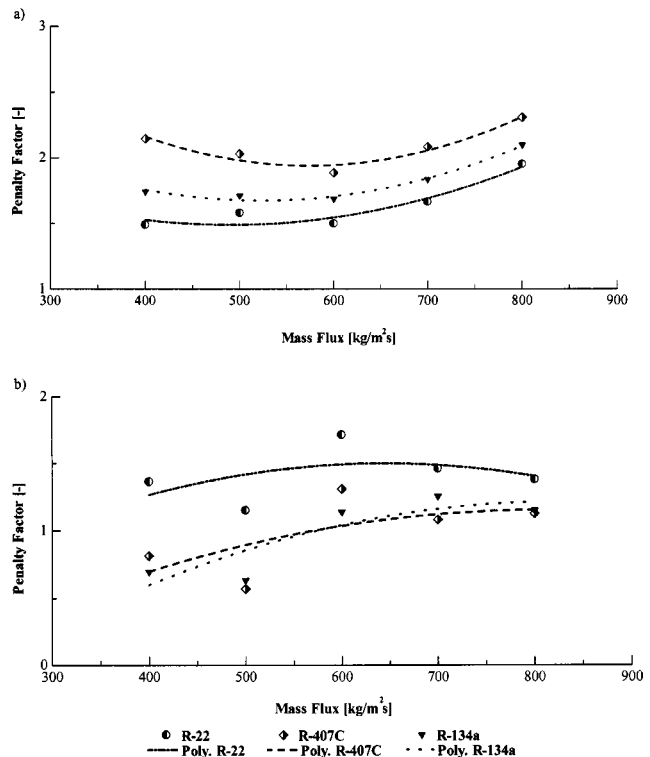 a)
3
2
1
Penalty Factor [-]
300 400 500 600 700 800 900
Mass Flux [kg/m²s]
b)
2
1
0
Penalty Factor [-]
300 400 500 600 700 800 900
Mass Flux [kg/m²s]
R-22 R-407C R-134a
Poly. R-22 Poly. R-407C Poly. R-134a